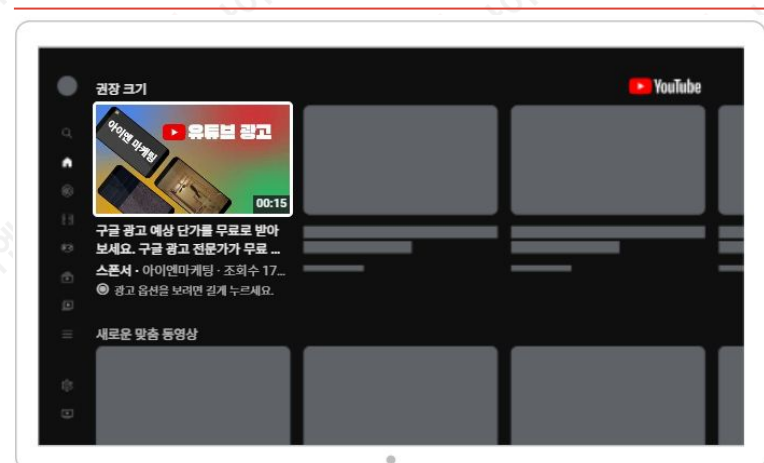 권장 크기
YouTube
아이엔 마케팅
유튜브 광고
00:15
구글 광고 예상 단가를 무료로 받아
보세요. 구글 광고 전문가가 무료 ...
스폰서 · 아이엔마케팅 · 조회수 17...
광고 옵션을 보려면 길게 누르세요.
새로운 맞춤 동영상